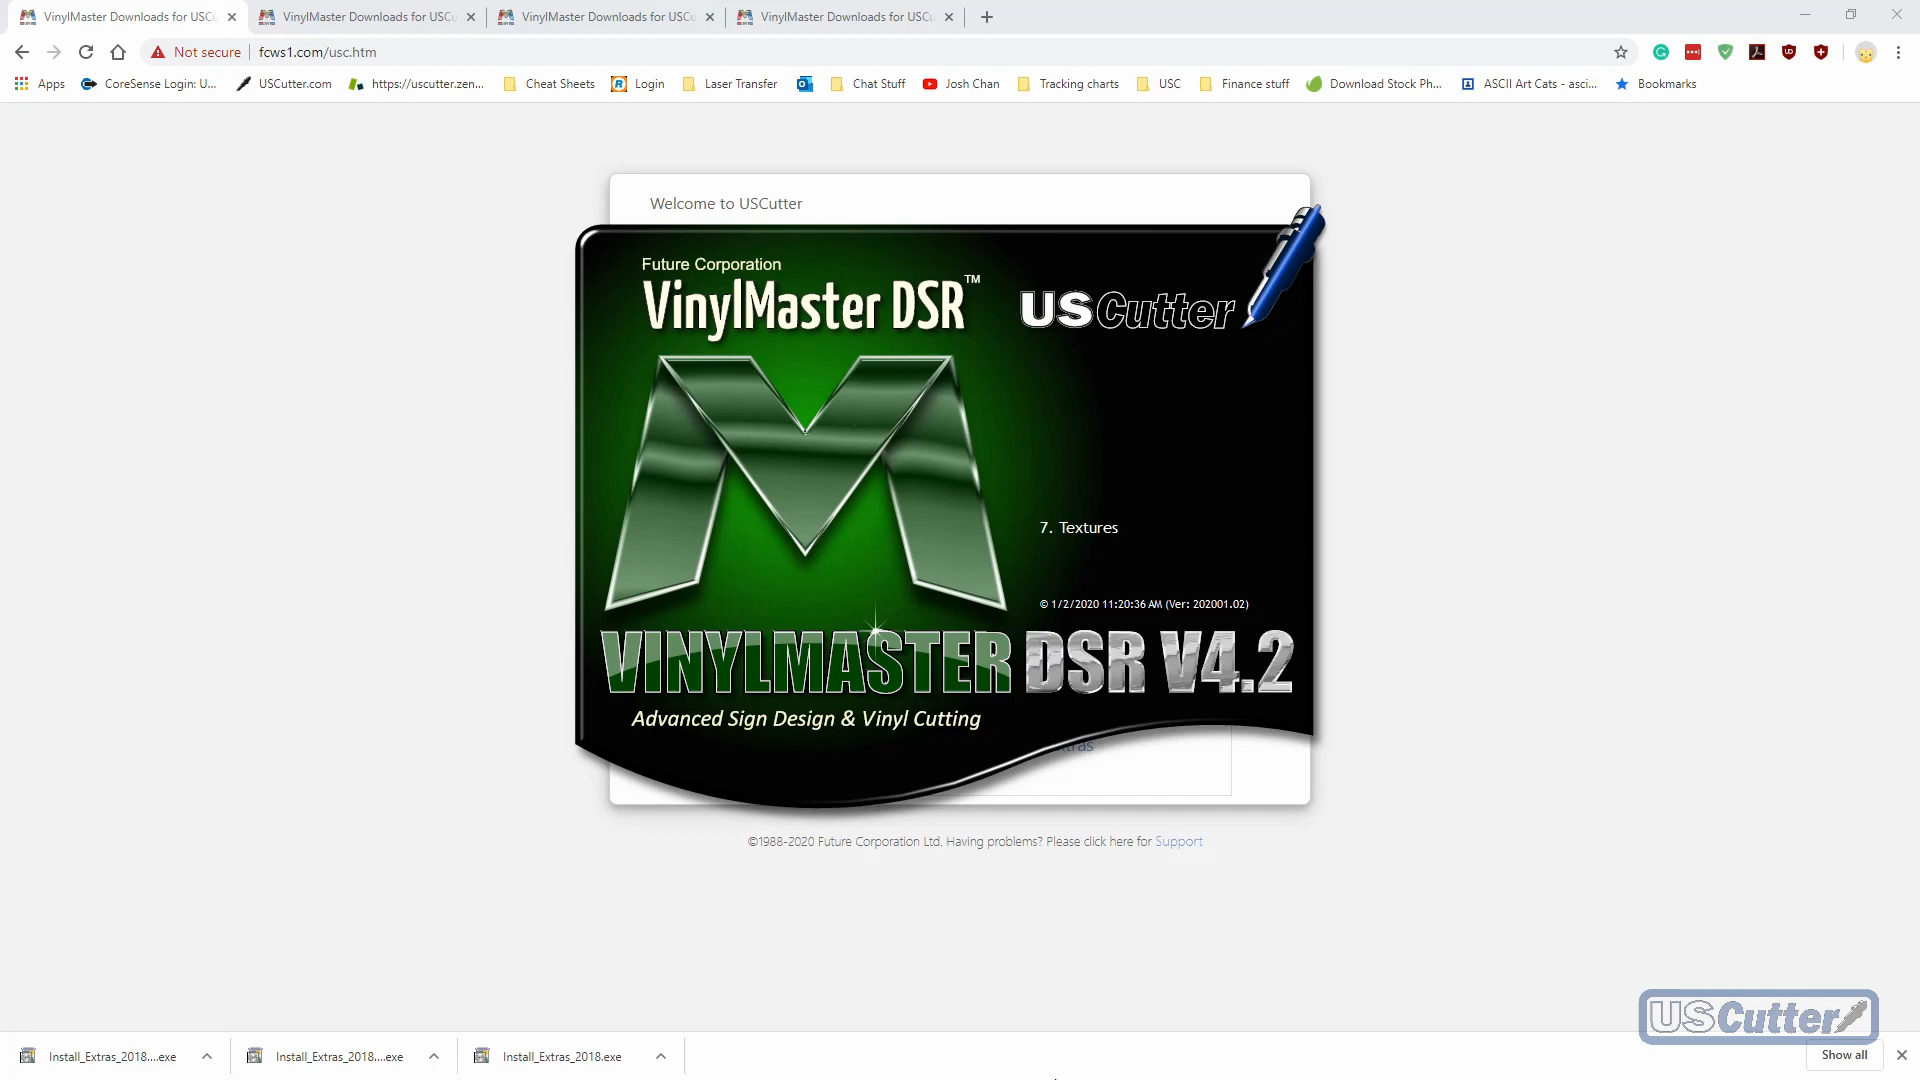 VinylMaster Downloads for USCu
VinylMaster Downloads for USCu
VinylMaster Downloads for USCu
VinylMaster Downloads for USCu
Not secure
fcws1.com/usc.htm
Apps
CoreSense Login: U...
USCutter.com
https://uscutter.zen...
Cheat Sheets
Login
Laser Transfer
Chat Stuff
Josh Chan
Tracking charts
USC
Finance stuff
Download Stock Ph...
ASCII Art Cats - asci...
Bookmarks
Welcome to USCutter
Future Corporation
VinylMaster DSR™
USCutter
7. Textures
© 1/2/2020 11:20:36 AM (Ver: 202001.02)
VINYLMASTER DSR V4.2
Advanced Sign Design & Vinyl Cutting
©1988-2020 Future Corporation Ltd. Having problems? Please click here for Support
USCutter
Install_Extras_2018....exe
Install_Extras_2018....exe
Install_Extras_2018.exe
Show all